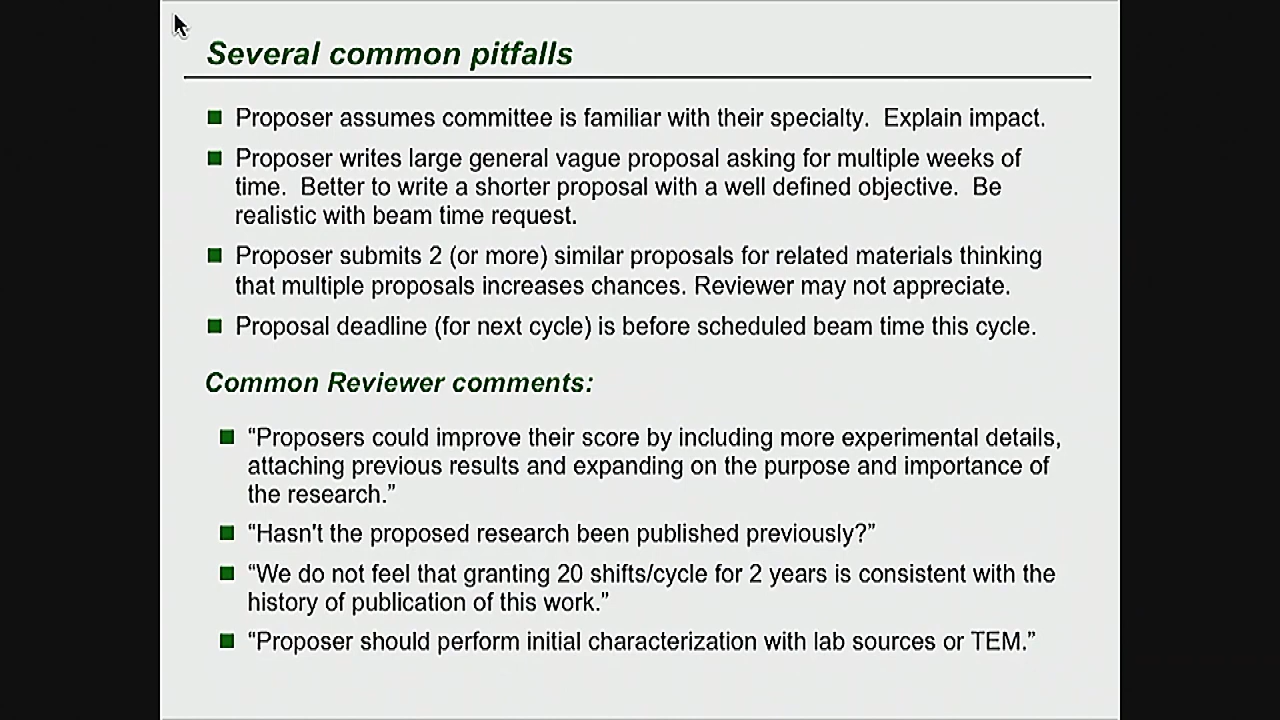 Several common pitfalls
Proposer assumes committee is familiar with their specialty.  Explain impact.
Proposer writes large general vague proposal asking for multiple weeks of
time.  Better to write a shorter proposal with a well defined objective.  Be
realistic with beam time request.
Proposer submits 2 (or more) similar proposals for related materials thinking
that multiple proposals increases chances. Reviewer may not appreciate.
Proposal deadline (for next cycle) is before scheduled beam time this cycle.
Common Reviewer comments:
“Proposers could improve their score by including more experimental details,
attaching previous results and expanding on the purpose and importance of
the research.”
“Hasn't the proposed research been published previously?”
“We do not feel that granting 20 shifts/cycle for 2 years is consistent with the
history of publication of this work.”
“Proposer should perform initial characterization with lab sources or TEM.”